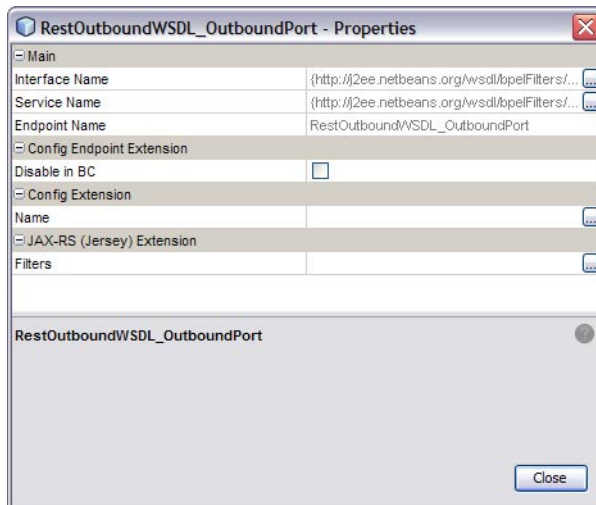 RestOutboundWSDL_OutboundPort - Properties
Main
Interface Name {http://j2ee.netbeans.org/wsdl/bpelFilters/... ...
Service Name {http://j2ee.netbeans.org/wsdl/bpelFilters/... ...
Endpoint Name RestOutboundWSDL_OutboundPort
Config Endpoint Extension
Disable in BC
Config Extension
Name ...
JAX-RS (Jersey) Extension
Filters ...
RestOutboundWSDL_OutboundPort ?
Close